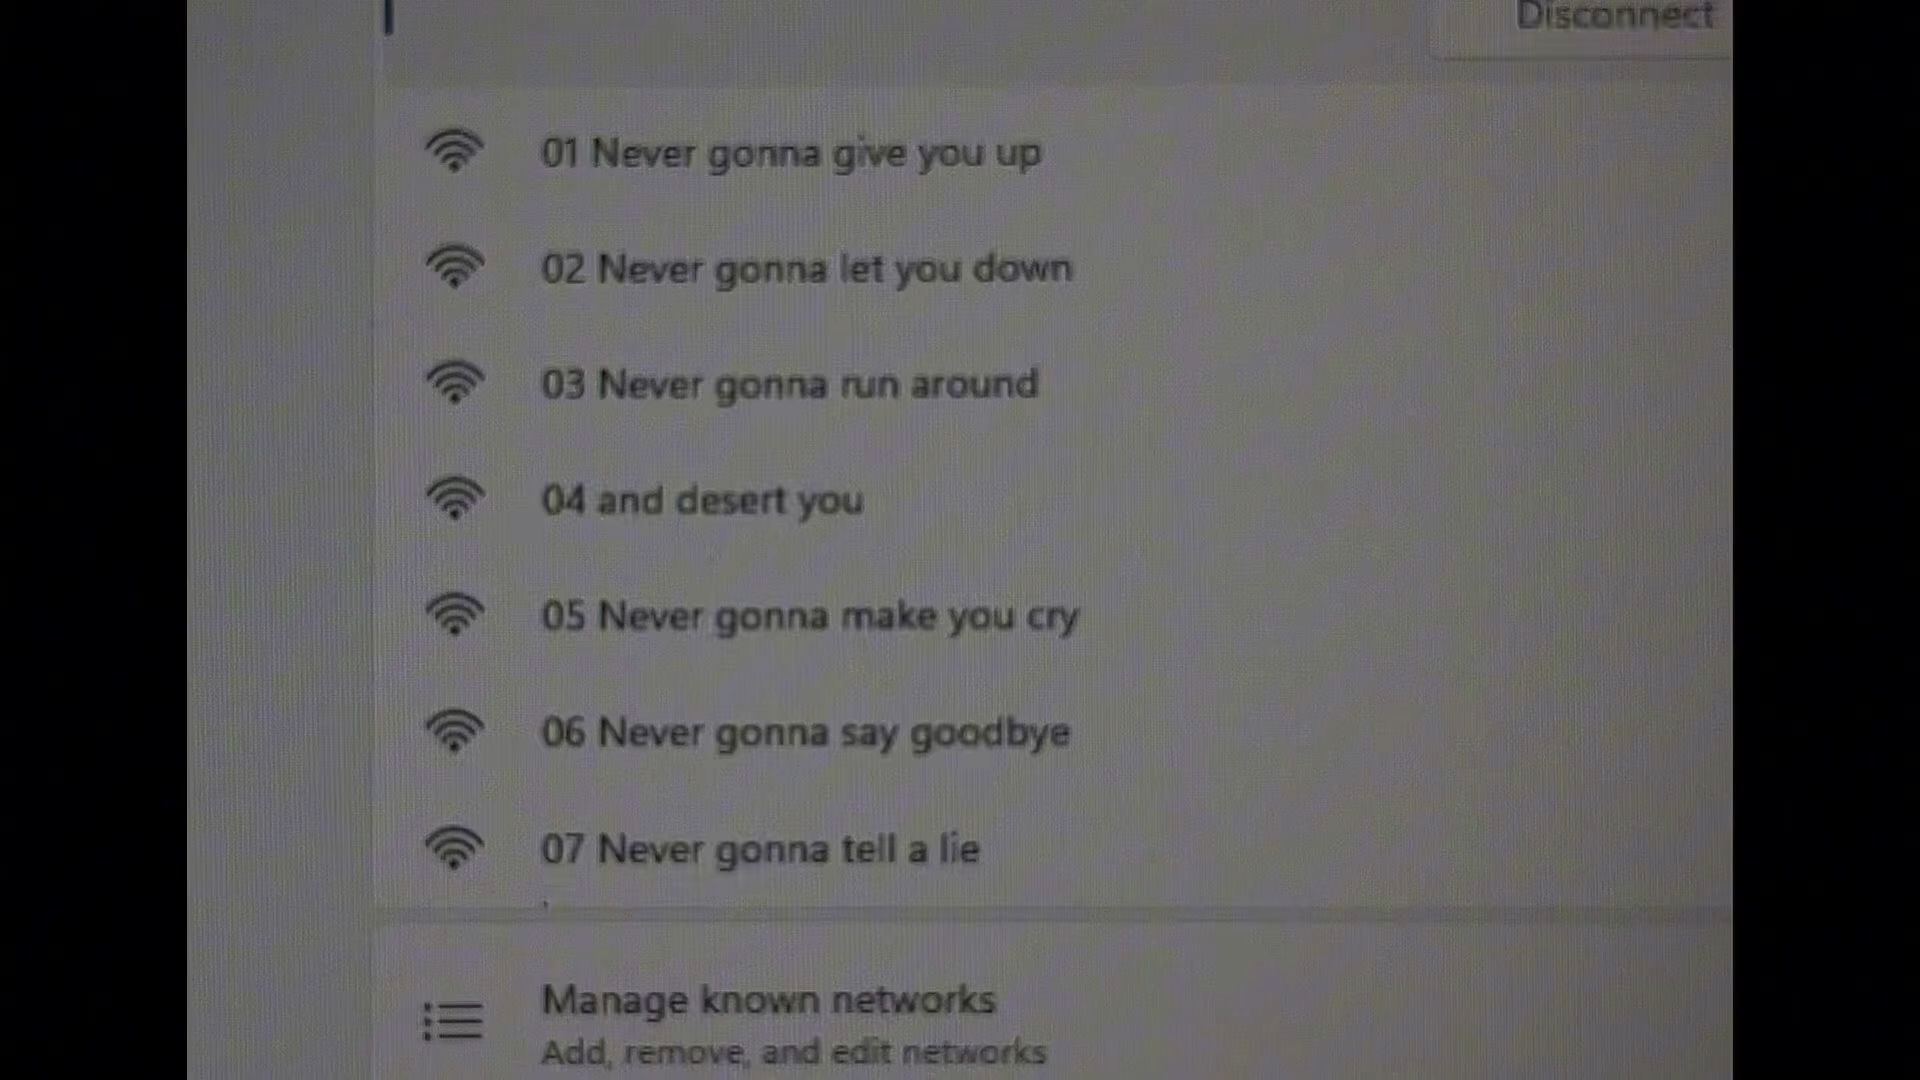 Disconnect
01 Never gonna give you up
02 Never gonna let you down
03 Never gonna run around
04 and desert you
05 Never gonna make you cry
06 Never gonna say goodbye
07 Never gonna tell a lie
Manage known networks
Add, remove, and edit networks